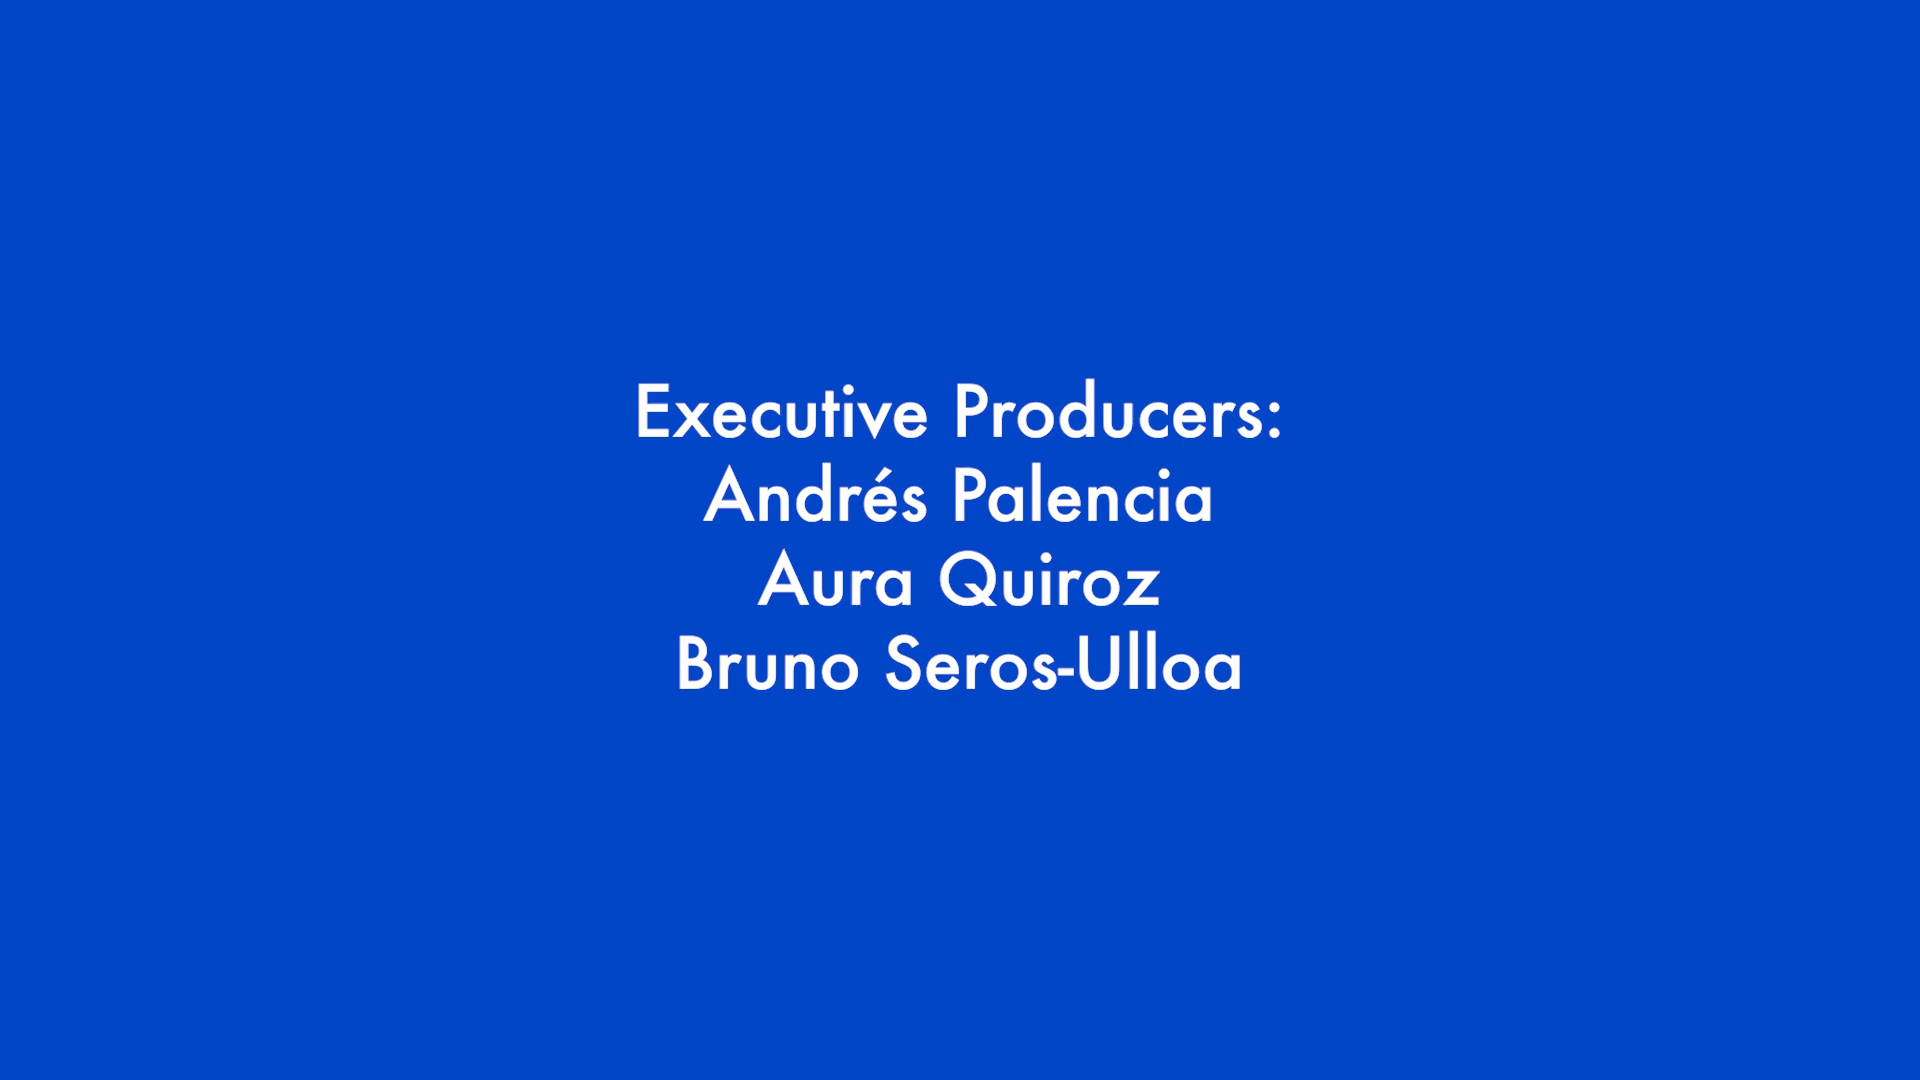 Executive Producers:
Andrés Palencia
Aura Quiroz
Bruno Seros-Ulloa